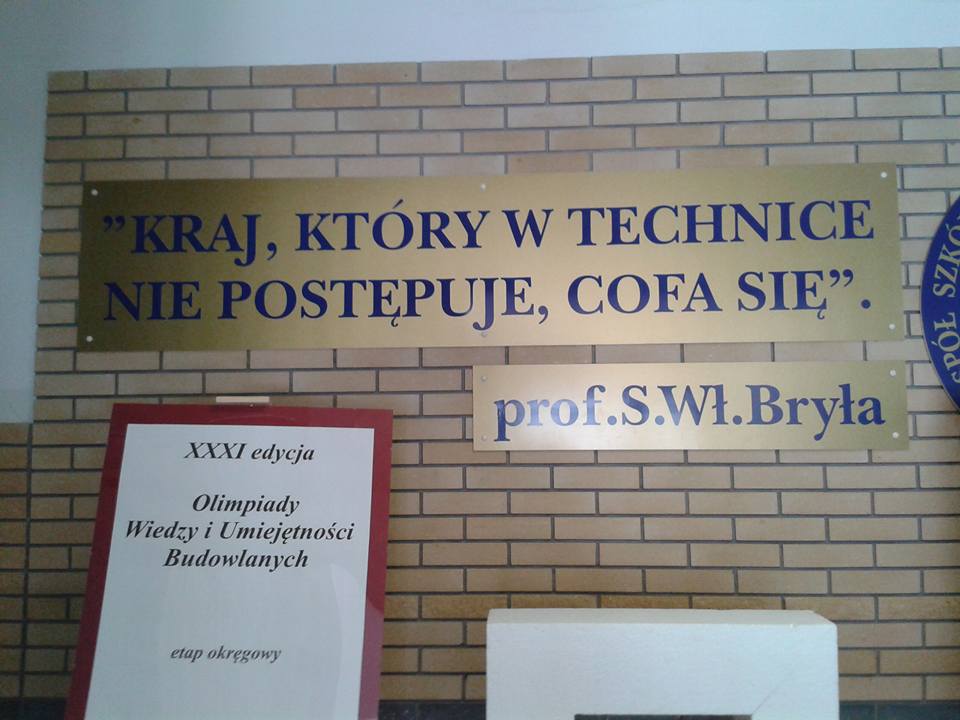 ”KRAJ, KTÓRY W TECHNICE
NIE POSTĘPUJE, COFA SIĘ”.
prof.S.Wł.Bryła
XXXI edycja
Olimpiady
Wiedzy i Umiejętności
Budowlanych
etap okręgowy